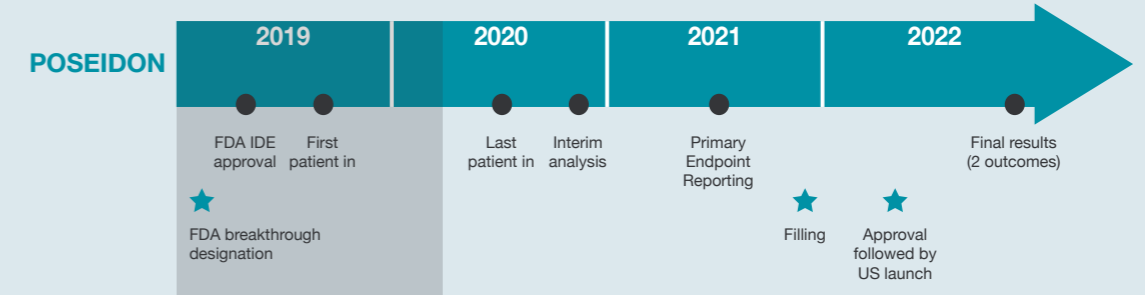 POSEIDON
2019
2020
2021
2022
FDA IDE
approval
First
patient in
Last
patient in
Interim
analysis
Primary
Endpoint
Reporting
Final results
(2 outcomes)
FDA breakthrough
designation
Filling
Approval
followed by
US launch